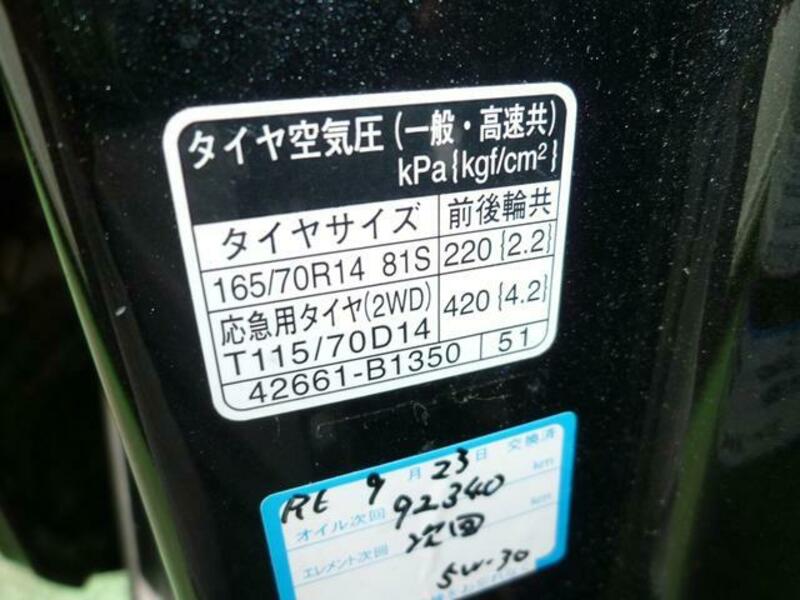 タイヤ空気圧(一般・高速共)
kPa{kgf/cm²}
タイヤサイズ 前後輪共
165/70R14 81S 220{2.2}
応急用タイヤ(2WD) 420{4.2}
T115/70D14
42661-B1350 51
9月23日 交換済
オイル次回 92340 km
エレメント次回 次回 km
5W-30